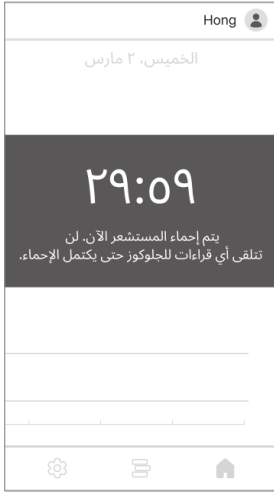 Hong
الخميس، ٢ مارس
٢٩:٥٩
يتم إحماء المستشعر الآن. لن
تتلقى أي قراءات للجلوكوز حتى يكتمل الإحماء.